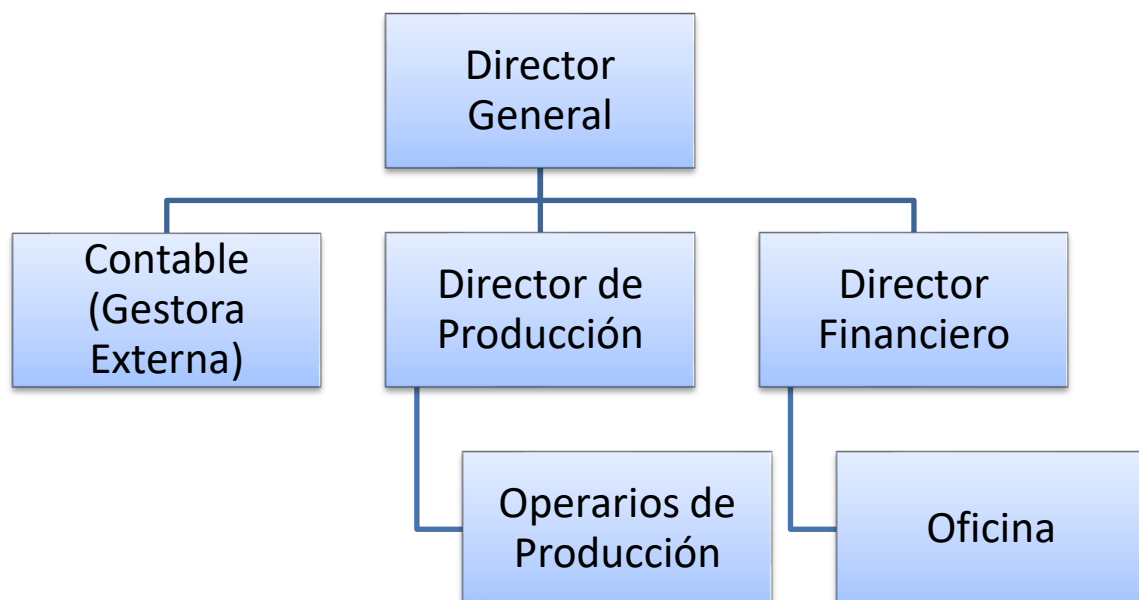 Director
General
Contable
(Gestora
Externa)
Director de
Producción
Director
Financiero
Operarios de
Producción
Oficina